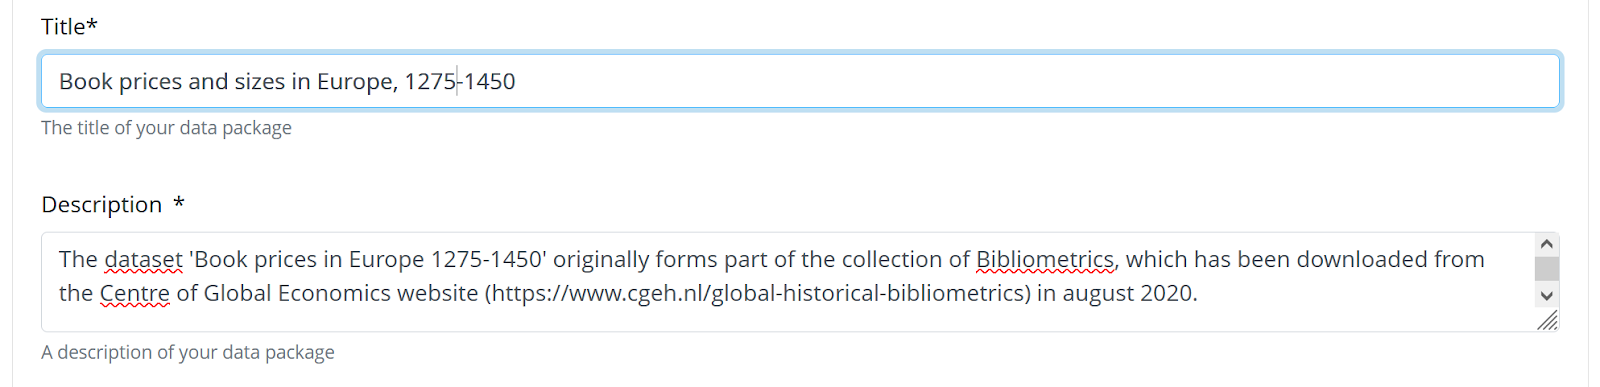 Title*
Book prices and sizes in Europe, 1275-1450
The title of your data package
Description *
The dataset 'Book prices in Europe 1275-1450' originally forms part of the collection of Bibliometrics, which has been downloaded from
the Centre of Global Economics website (https://www.cgeh.nl/global-historical-bibliometrics) in august 2020.
A description of your data package